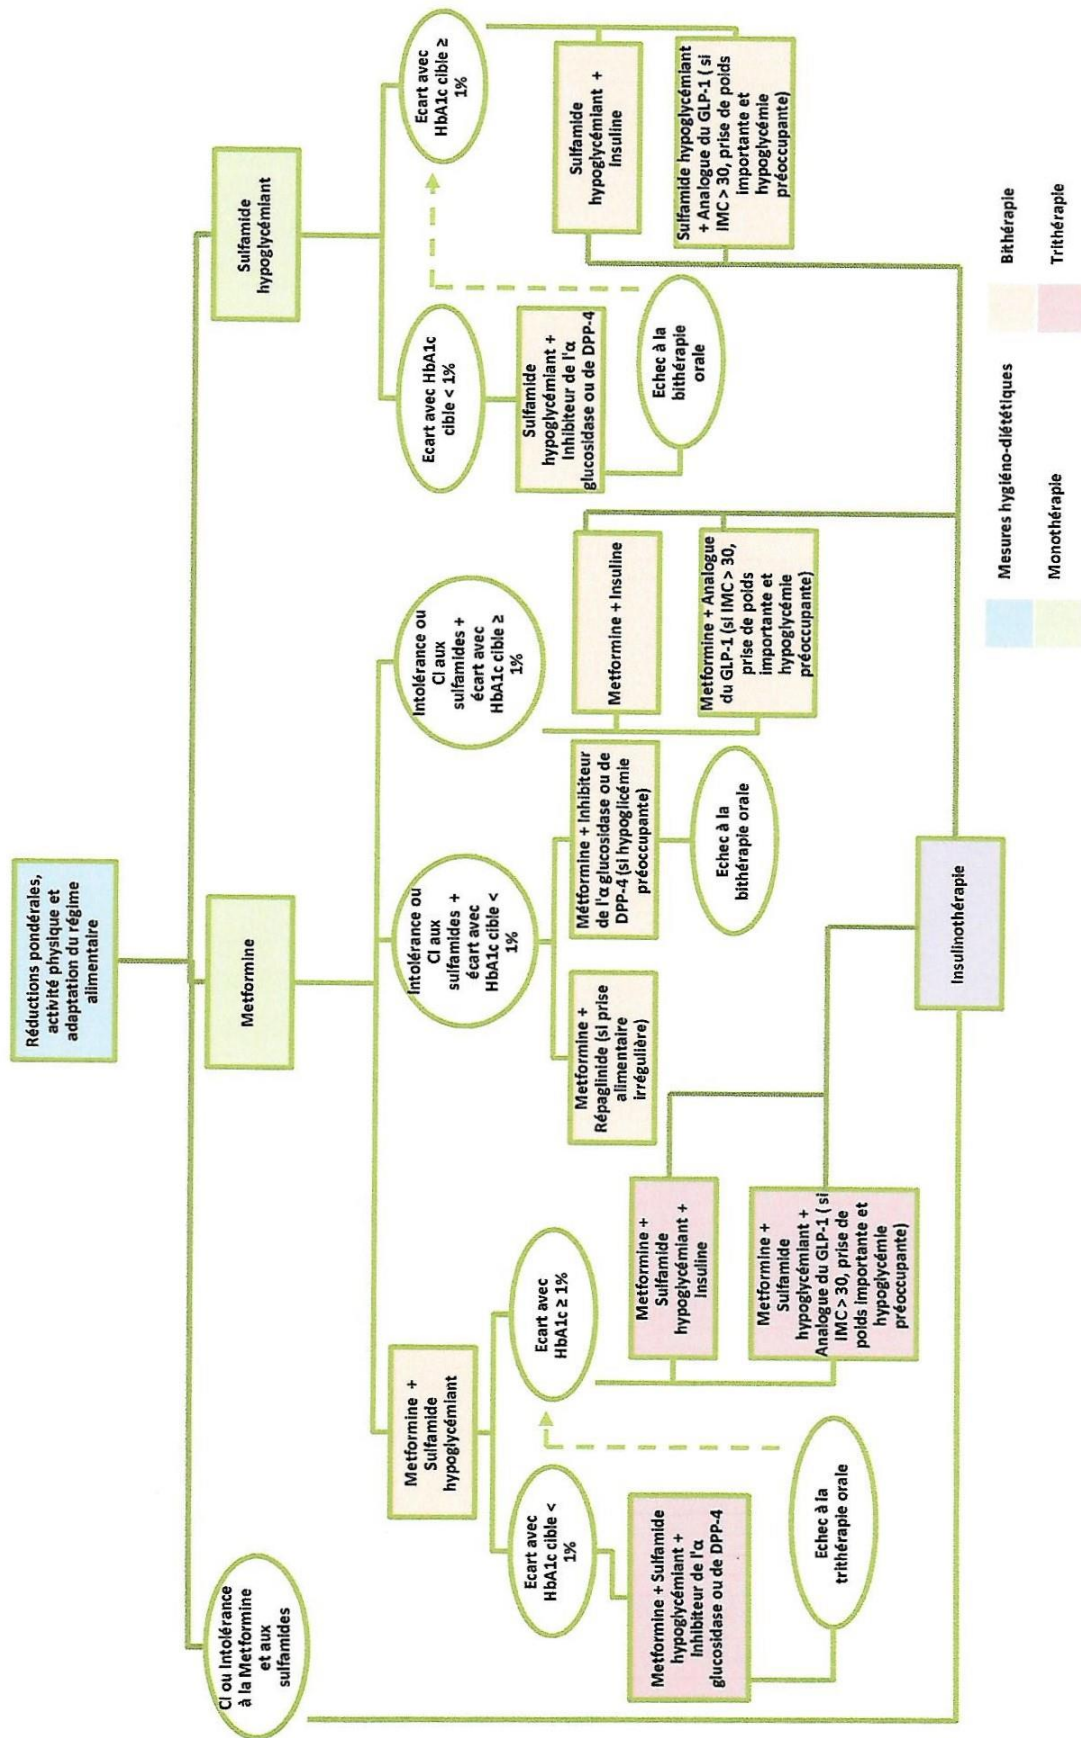 Réductions pondérales,
activité physique et
adaptation du régime
alimentaire
CI ou Intolérance
à la Metformine
et aux
sulfamides
Metformine
Sulfamide
hypoglycémiant
Metformine +
Sulfamide
hypoglycémiant
Intolérance ou
CI aux
sulfamides +
écart avec
HbA1c cible <
1%
Intolérance ou
CI aux
sulfamides +
écart avec
HbA1c cible ≥
1%
Ecart avec HbA1c
cible < 1%
Ecart avec
HbA1c cible ≥
1%
Ecart avec
HbA1c cible <
1%
Ecart avec
HbA1c ≥ 1%
Metformine +
Répaglinide (si prise
alimentaire
irrégulière)
Métformine + Inhibiteur
de l'α glucosidase ou de
DPP-4 (si hypoglicémie
préoccupante)
Metformine + Insuline
Sulfamide
hypoglycémiant +
Inhibiteur de l'α
glucosidase ou de DPP-4
Sulfamide
hypoglycémiant +
Insuline
Metformine + Sulfamide
hypoglycémiant +
Inhibiteur de l'α
glucosidase ou de DPP-4
Metformine +
Sulfamide
hypoglycémiant +
Insuline
Echec à la
bithérapie orale
Metformine + Analogue
du GLP-1 (si IMC > 30,
prise de poids
importante et
hypoglycémie
préoccupante)
Echec à la
bithérapie
orale
Sulfamide hypoglycémiant
+ Analogue du GLP-1 ( si
IMC > 30, prise de poids
importante et
hypoglycémie
préoccupante)
Echec à la
trithérapie orale
Metformine +
Sulfamide
hypoglycémiant +
Analogue du GLP-1 ( si
IMC > 30, prise de
poids importante et
hypoglycémie
préoccupante)
Insulinothérapie
Mesures hygiéno-diététiques
Bithérapie
Monothérapie
Trithérapie